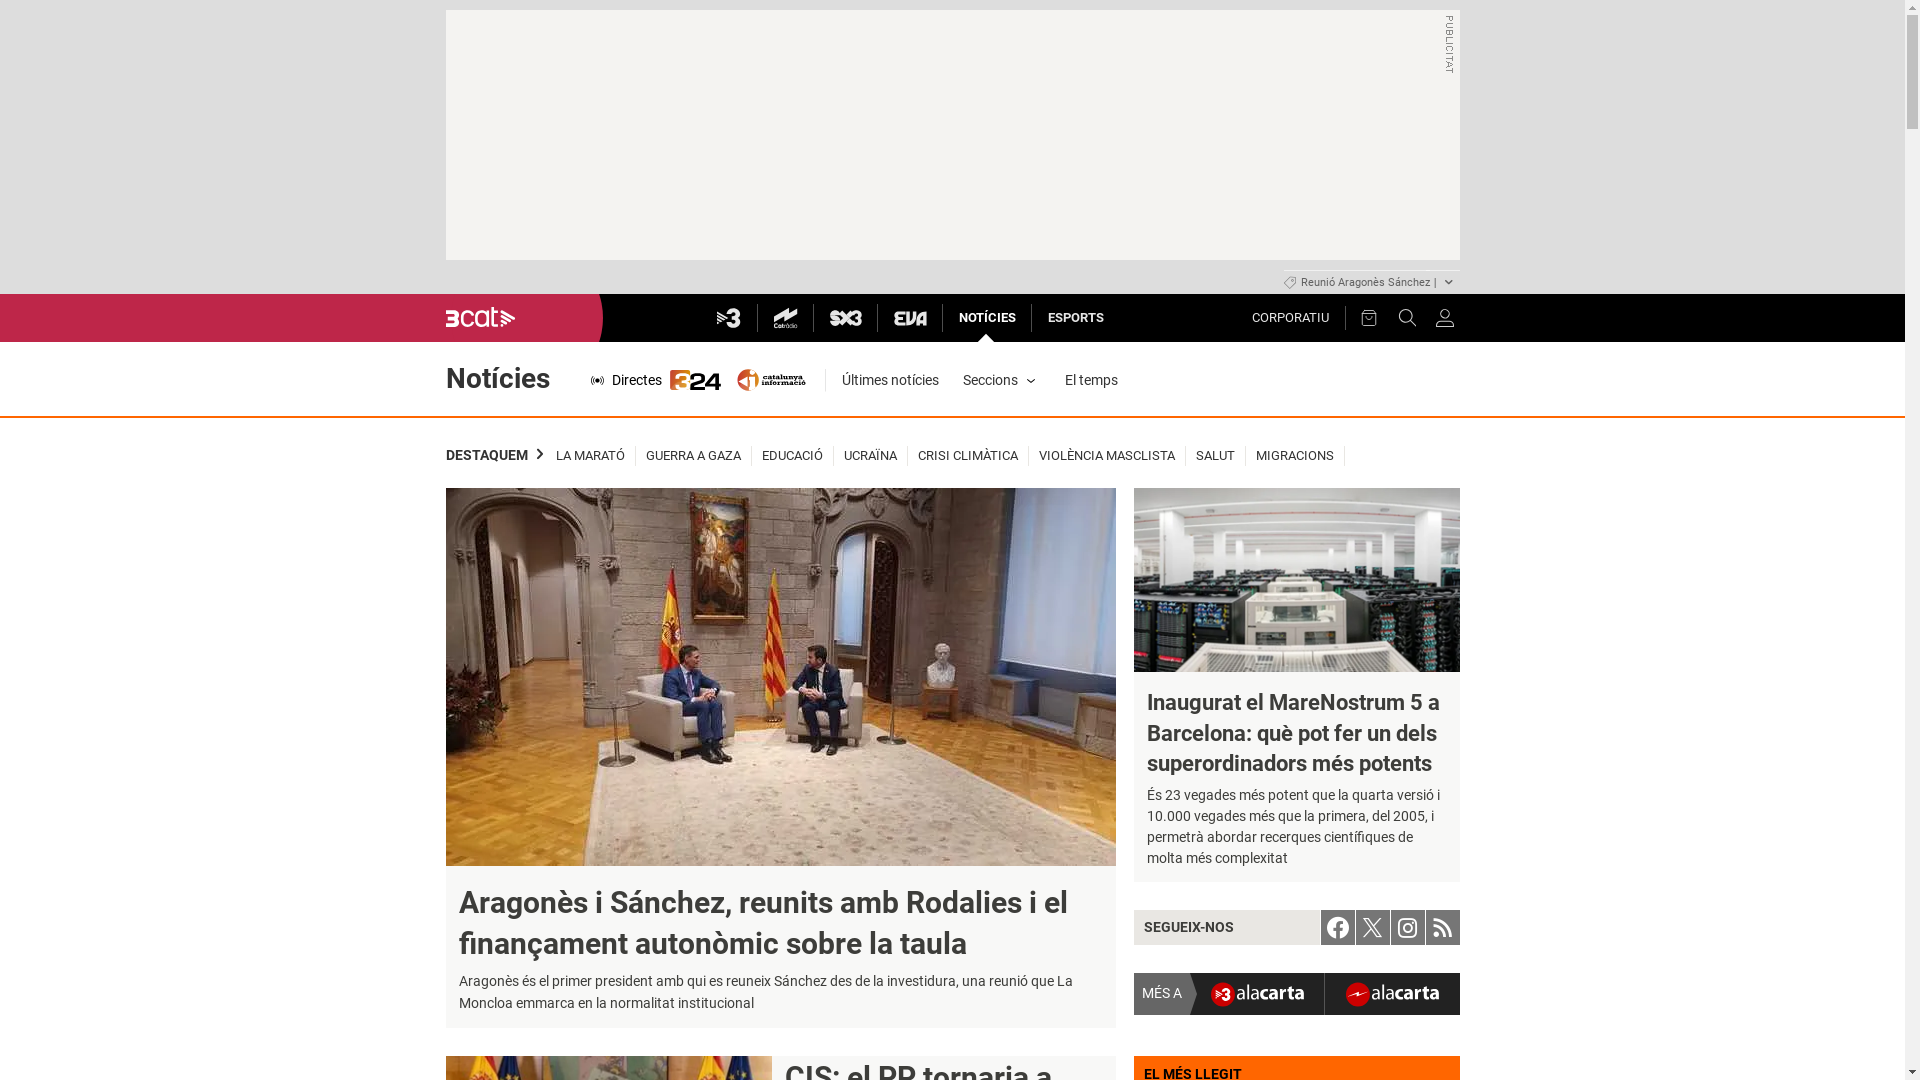 PUBLICITAT
Reunió Aragonès Sánchez |
3cat
3
Catràdio
SX3
EVA
NOTÍCIES
ESPORTS
CORPORATIU
Notícies
Directes
324
catalunya
informació
Últimes notícies
Seccions
El temps
DESTAQUEM
LA MARATÓ
GUERRA A GAZA
EDUCACIÓ
UCRAÏNA
CRISI CLIMÀTICA
VIOLÈNCIA MASCLISTA
SALUT
MIGRACIONS
Aragonès i Sánchez, reunits amb Rodalies i el
finançament autonòmic sobre la taula
Aragonès és el primer president amb qui es reuneix Sánchez des de la investidura, una reunió que La
Moncloa emmarca en la normalitat institucional
Inaugurat el MareNostrum 5 a
Barcelona: què pot fer un dels
superordinadors més potents
És 23 vegades més potent que la quarta versió i
10.000 vegades més que la primera, del 2005, i
permetrà abordar recerques científiques de
molta més complexitat
SEGUEIX-NOS
MÉS A
3 alacarta
alacarta
CIS: el PP tornaria a
EL MÉS LLEGIT